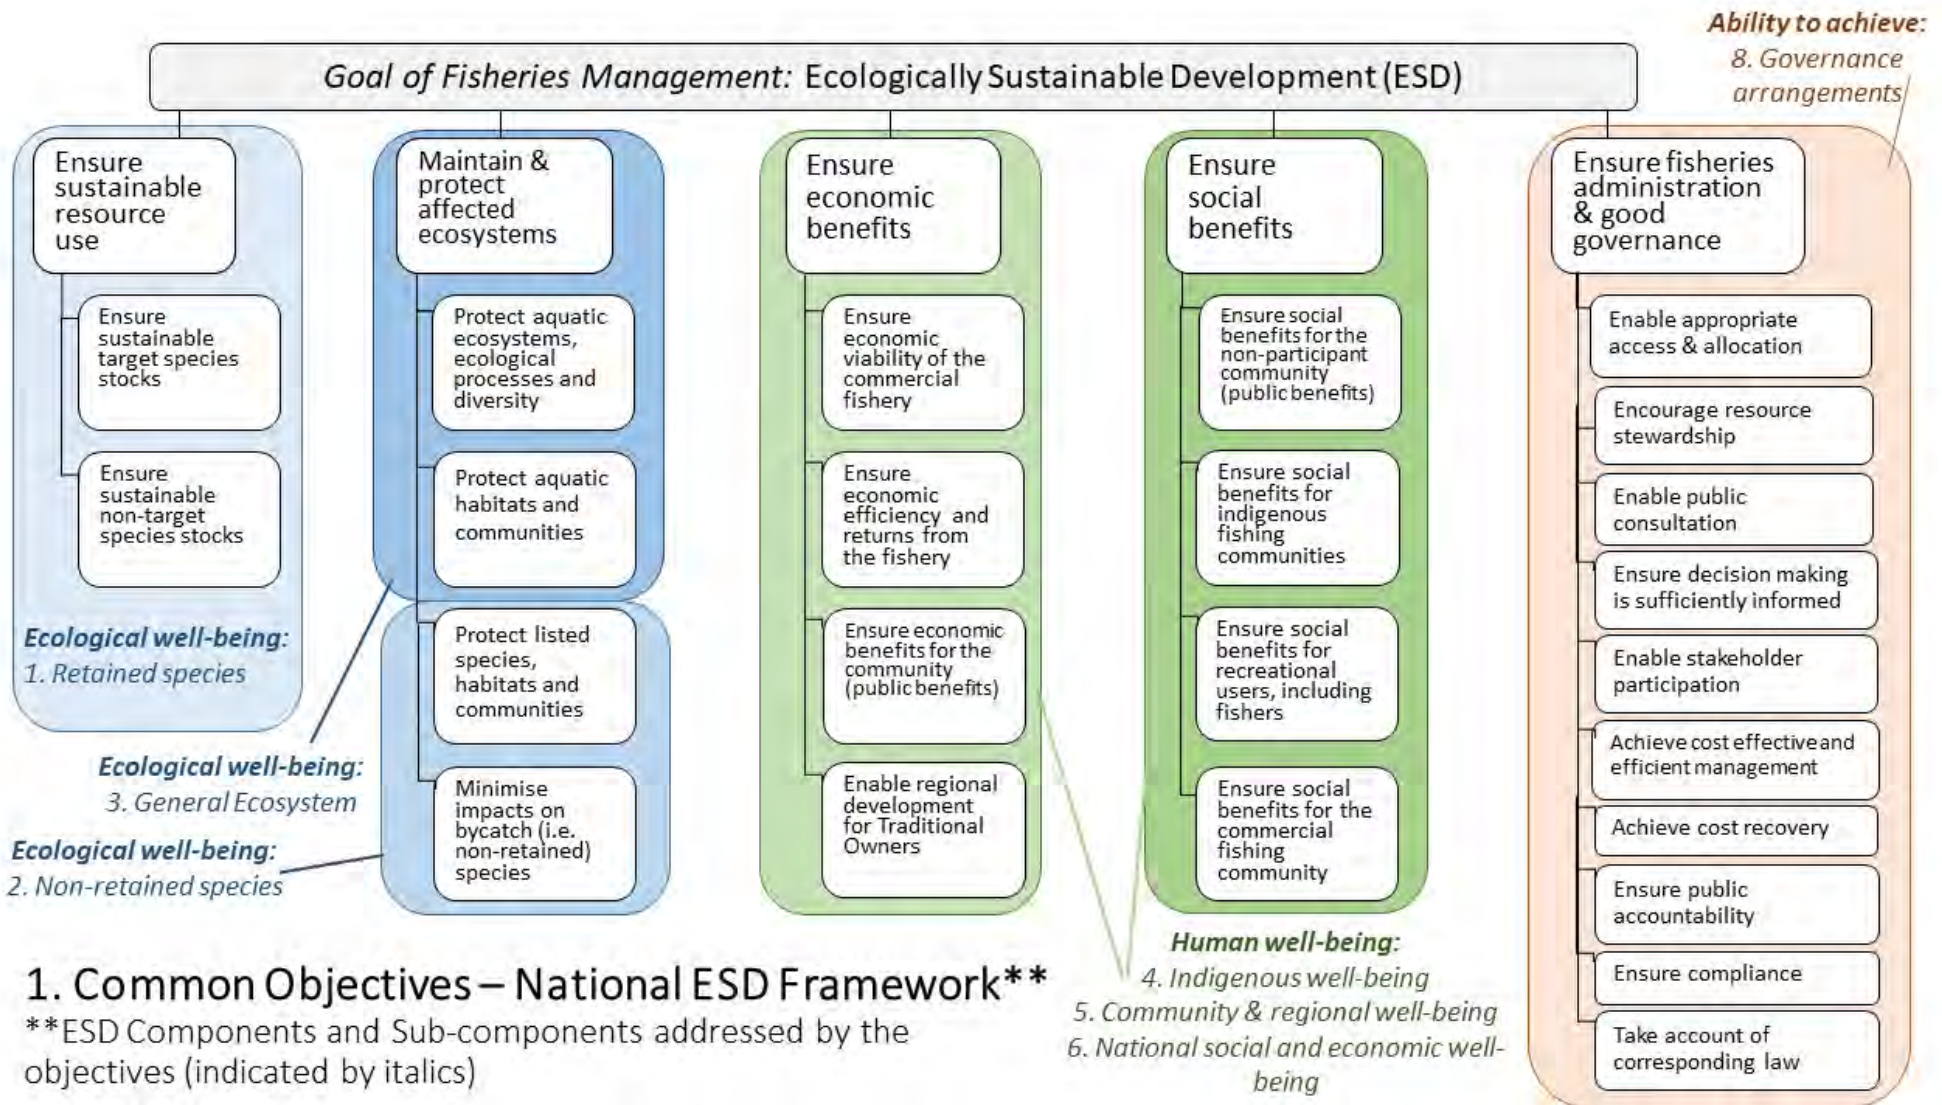 Ability to achieve:
8. Governance
arrangements
Goal of Fisheries Management: Ecologically Sustainable Development (ESD)
Ensure
sustainable
resource
use
Ensure
sustainable
target species
stocks
Ensure
sustainable
non-target
species stocks
Ecological well-being:
1. Retained species
Maintain &
protect
affected
ecosystems
Protect aquatic
ecosystems,
ecological
processes and
diversity
Protect aquatic
habitats and
communities
Protect listed
species,
habitats and
communities
Minimise
impacts on
bycatch (i.e.
non-retained)
species
Ecological well-being:
3. General Ecosystem
Ecological well-being:
2. Non-retained species
Ensure
economic
benefits
Ensure
economic
viability of the
commercial
fishery
Ensure
economic
efficiency and
returns from
the fishery
Ensure economic
benefits for the
community
(public benefits)
Enable regional
development
for Traditional
Owners
Ensure
social
benefits
Ensure social
benefits for the
non-participant
community
(public benefits)
Ensure social
benefits for
indigenous
fishing
communities
Ensure social
benefits for
recreational
users, including
fishers
Ensure social
benefits for the
commercial
fishing
community
Human well-being:
4. Indigenous well-being
5. Community & regional well-being
6. National social and economic well-
being
Ensure fisheries
administration
& good
governance
Enable appropriate
access & allocation
Encourage resource
stewardship
Enable public
consultation
Ensure decision making
is sufficiently informed
Enable stakeholder
participation
Achieve cost effective and
efficient management
Achieve cost recovery
Ensure public
accountability
Ensure compliance
Take account of
corresponding law
1. Common Objectives – National ESD Framework**
**ESD Components and Sub-components addressed by the
objectives (indicated by italics)